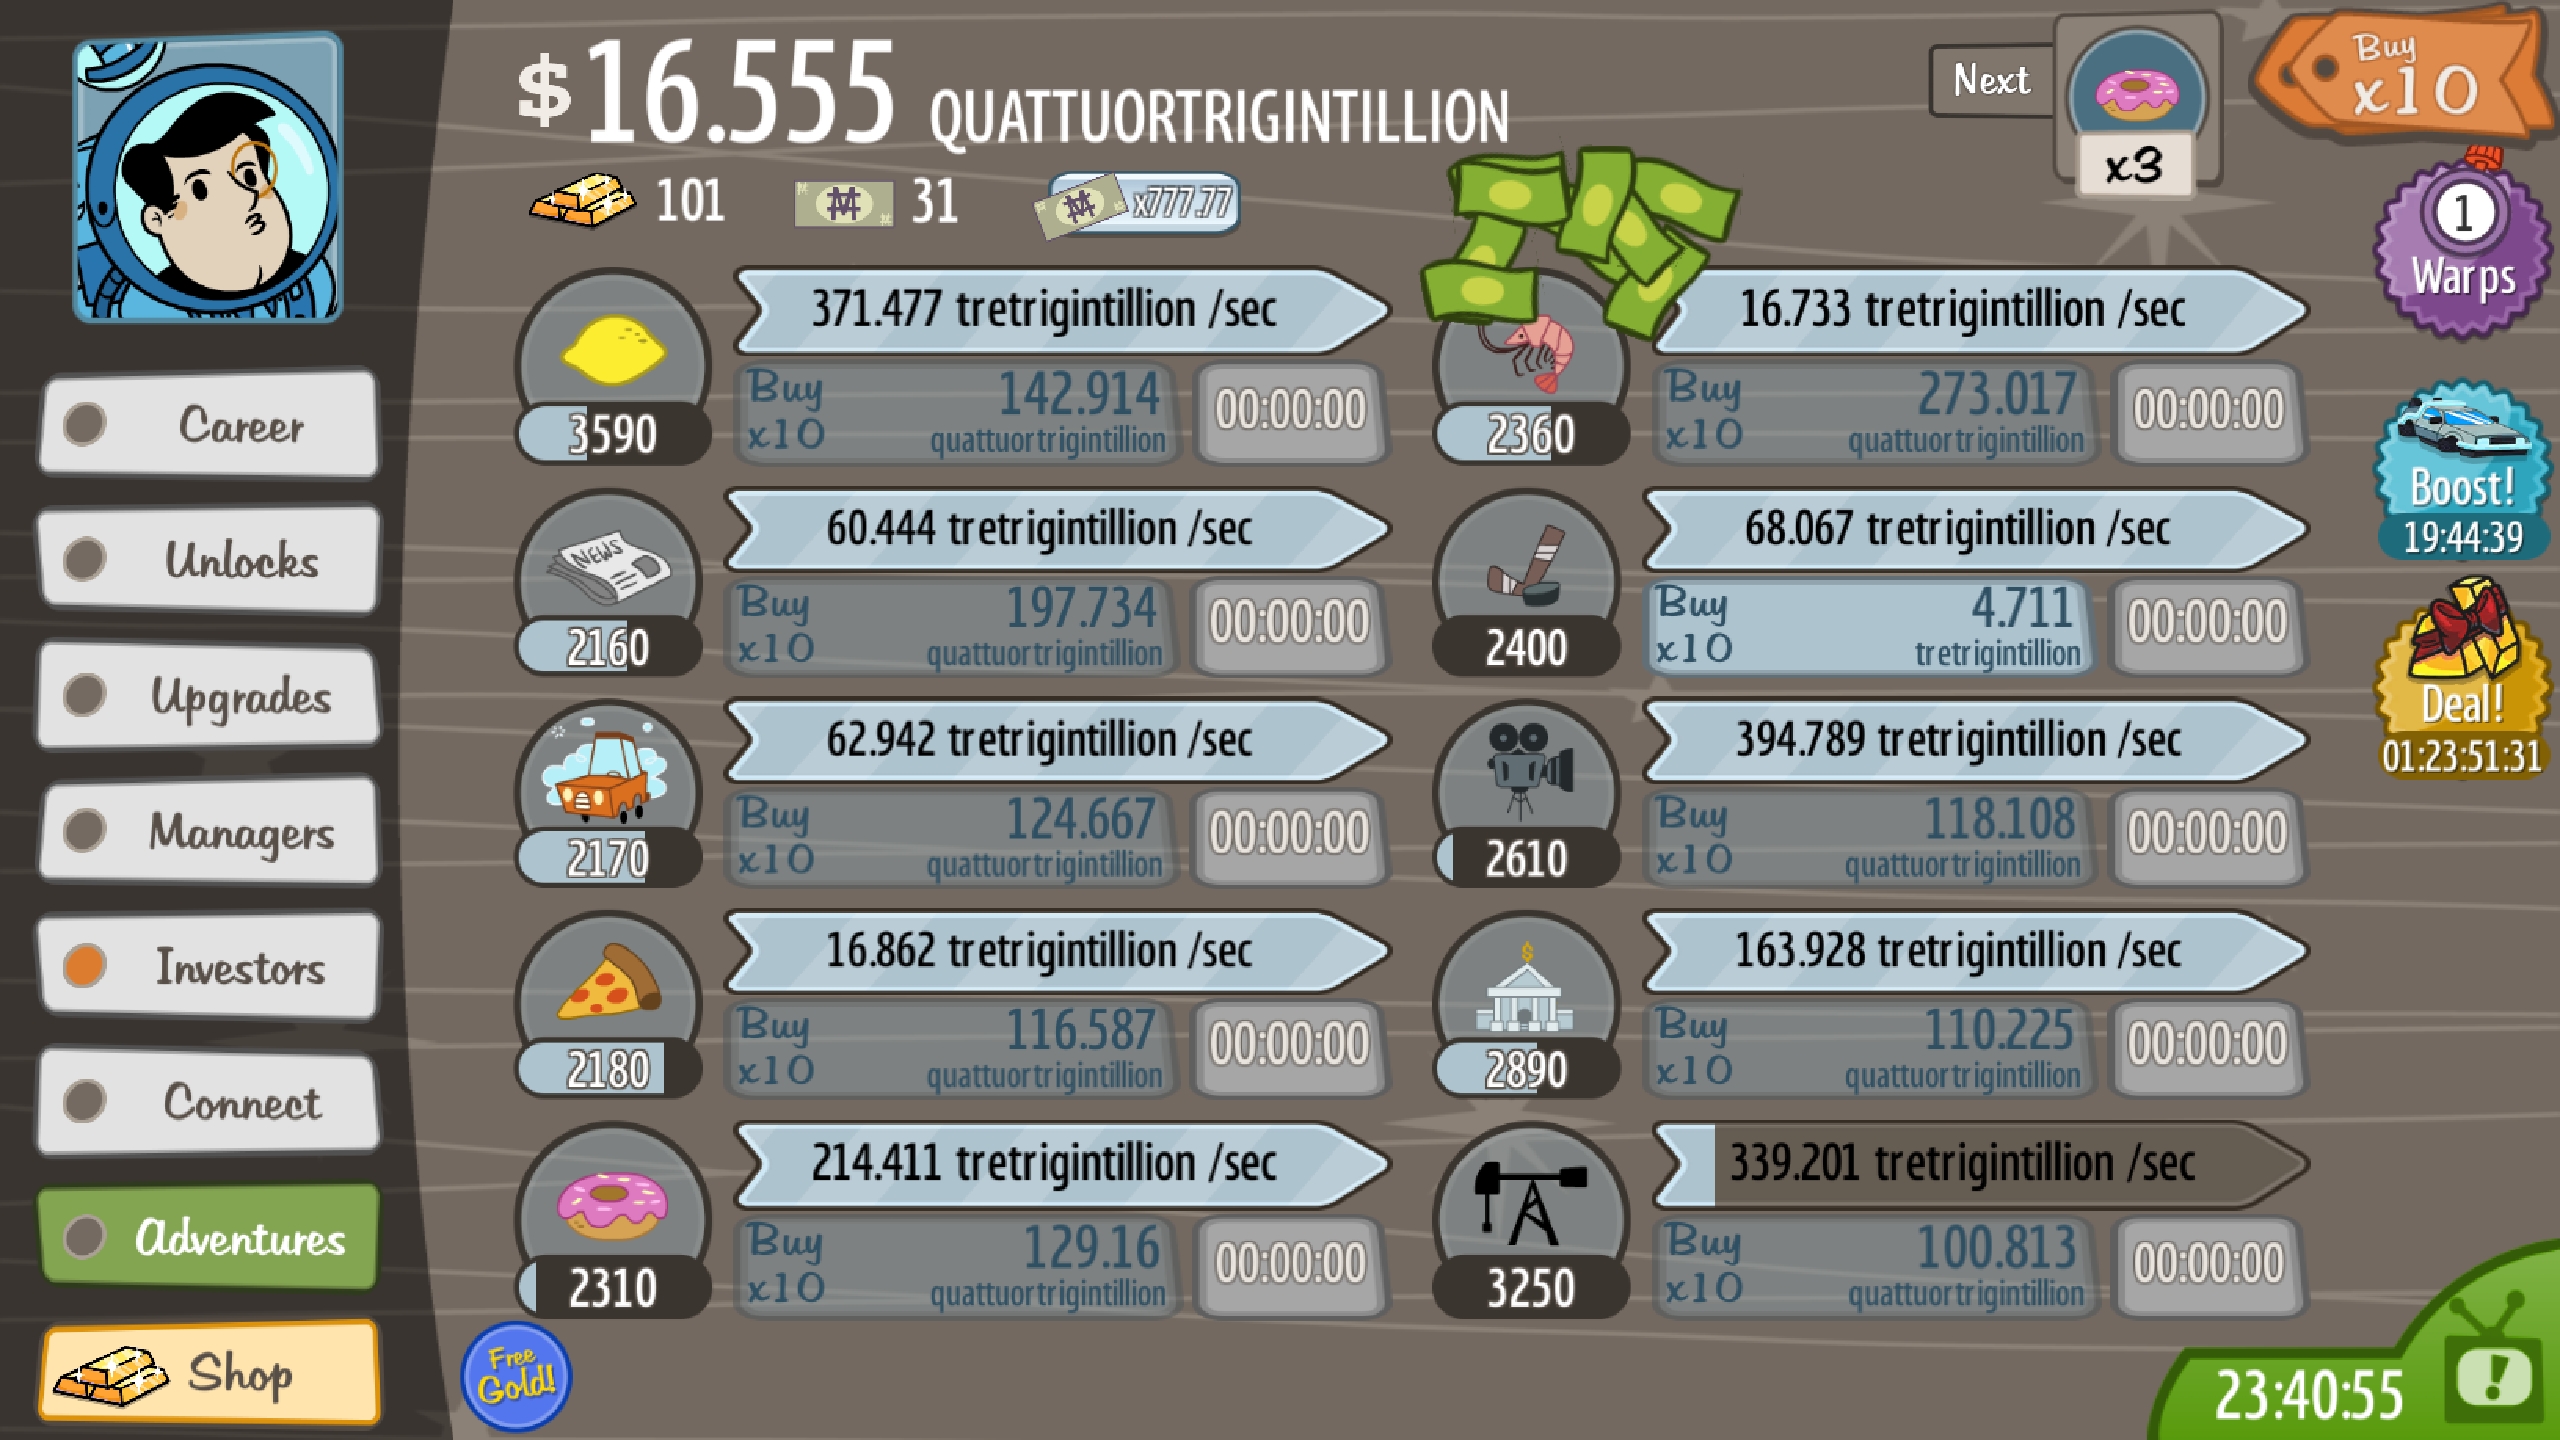 $16.555 QUATTUORTRIGINTILLION
Next
x3
Buy
x10
101
31
x777.77
1
Warps
Boost!
19:44:39
Deal!
01:23:51:31
Career
Unlocks
Upgrades
Managers
Investors
Connect
Adventures
Shop
Free
Gold!
371.477 tretrigintillion /sec
3590
Buy
x10
142.914
quattuortrigintillion
00:00:00
NEWS
60.444 tretrigintillion /sec
2160
Buy
x10
197.734
quattuortrigintillion
00:00:00
62.942 tretrigintillion /sec
2170
Buy
x10
124.667
quattuortrigintillion
00:00:00
16.862 tretrigintillion /sec
2180
Buy
x10
116.587
quattuortrigintillion
00:00:00
214.411 tretrigintillion /sec
2310
Buy
x10
129.16
quattuortrigintillion
00:00:00
16.733 tretrigintillion /sec
2360
Buy
x10
273.017
quattuortrigintillion
00:00:00
68.067 tretrigintillion /sec
2400
Buy
x10
4.711
tretrigintillion
00:00:00
394.789 tretrigintillion /sec
2610
Buy
x10
118.108
quattuortrigintillion
00:00:00
$
163.928 tretrigintillion /sec
2890
Buy
x10
110.225
quattuortrigintillion
00:00:00
339.201 tretrigintillion /sec
3250
Buy
x10
100.813
quattuortrigintillion
00:00:00
23:40:55
!